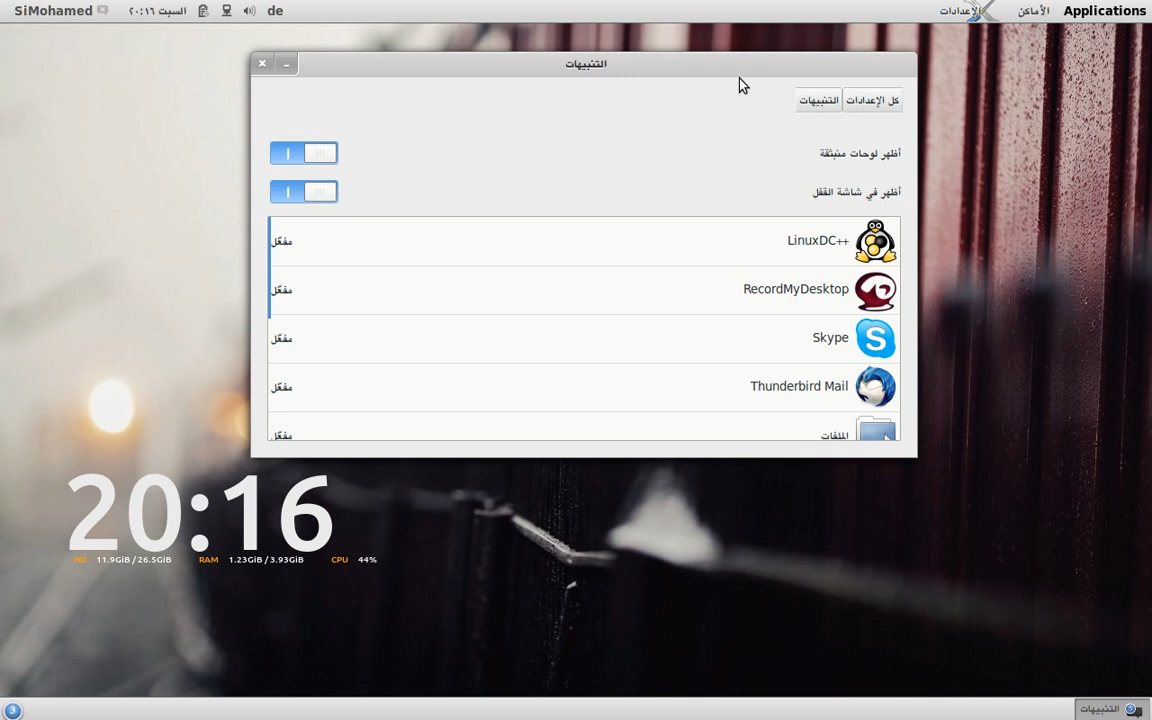 Applications الأماكن الإعدادات
de السبت ٢٠:١٦ SiMohamed
التنبيهات
كل الإعدادات التنبيهات
أظهر لوحات منبثقة
أظهر في شاشة القفل
LinuxDC++ مفعّل
RecordMyDesktop مفعّل
Skype مفعّل
Thunderbird Mail مفعّل
الملفات مفعّل
20:16
HD 11.9GiB / 26.5GiB RAM 1.23GiB / 3.93GiB CPU 44%
التنبيهات
3